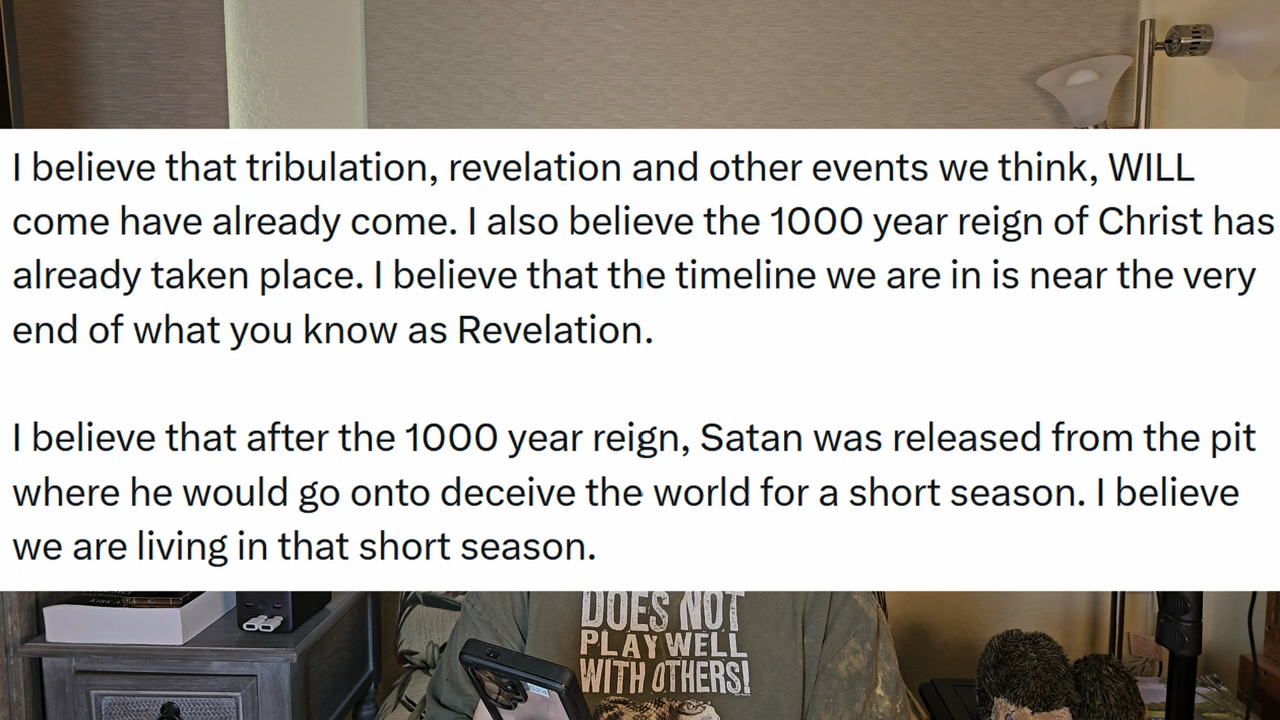 I believe that tribulation, revelation and other events we think, WILL
come have already come. I also believe the 1000 year reign of Christ has
already taken place. I believe that the timeline we are in is near the very
end of what you know as Revelation.
I believe that after the 1000 year reign, Satan was released from the pit
where he would go onto deceive the world for a short season. I believe
we are living in that short season.
DOES NOT
PLAY WELL
WITH OTHERS!